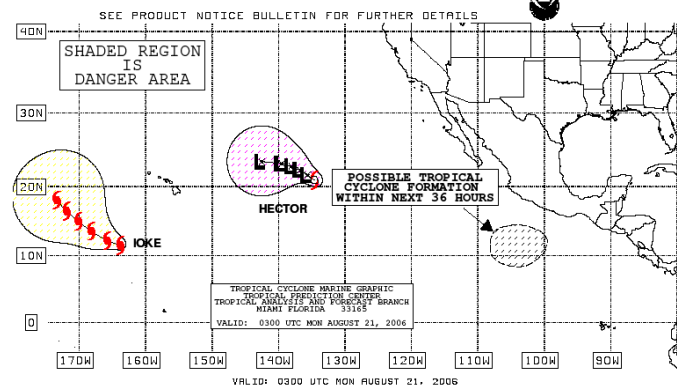 SEE PRODUCT NOTICE BULLETIN FOR FURTHER DETAILS
40N
SHADED REGION
IS
DANGER AREA
30N
L L L L L
POSSIBLE TROPICAL
CYCLONE FORMATION
WITHIN NEXT 36 HOURS
20N
HECTOR
IOKE
10N
TROPICAL CYCLONE MARINE GRAPHIC
TROPICAL PREDICTION CENTER
TROPICAL ANALYSIS AND FORECAST BRANCH
MIAMI FLORIDA 33165
VALID: 0300 UTC MON AUGUST 21, 2006
0
170W 160W 150W 140W 130W 120W 110W 100W 90W
VALID: 0300 UTC MON AUGUST 21, 2006